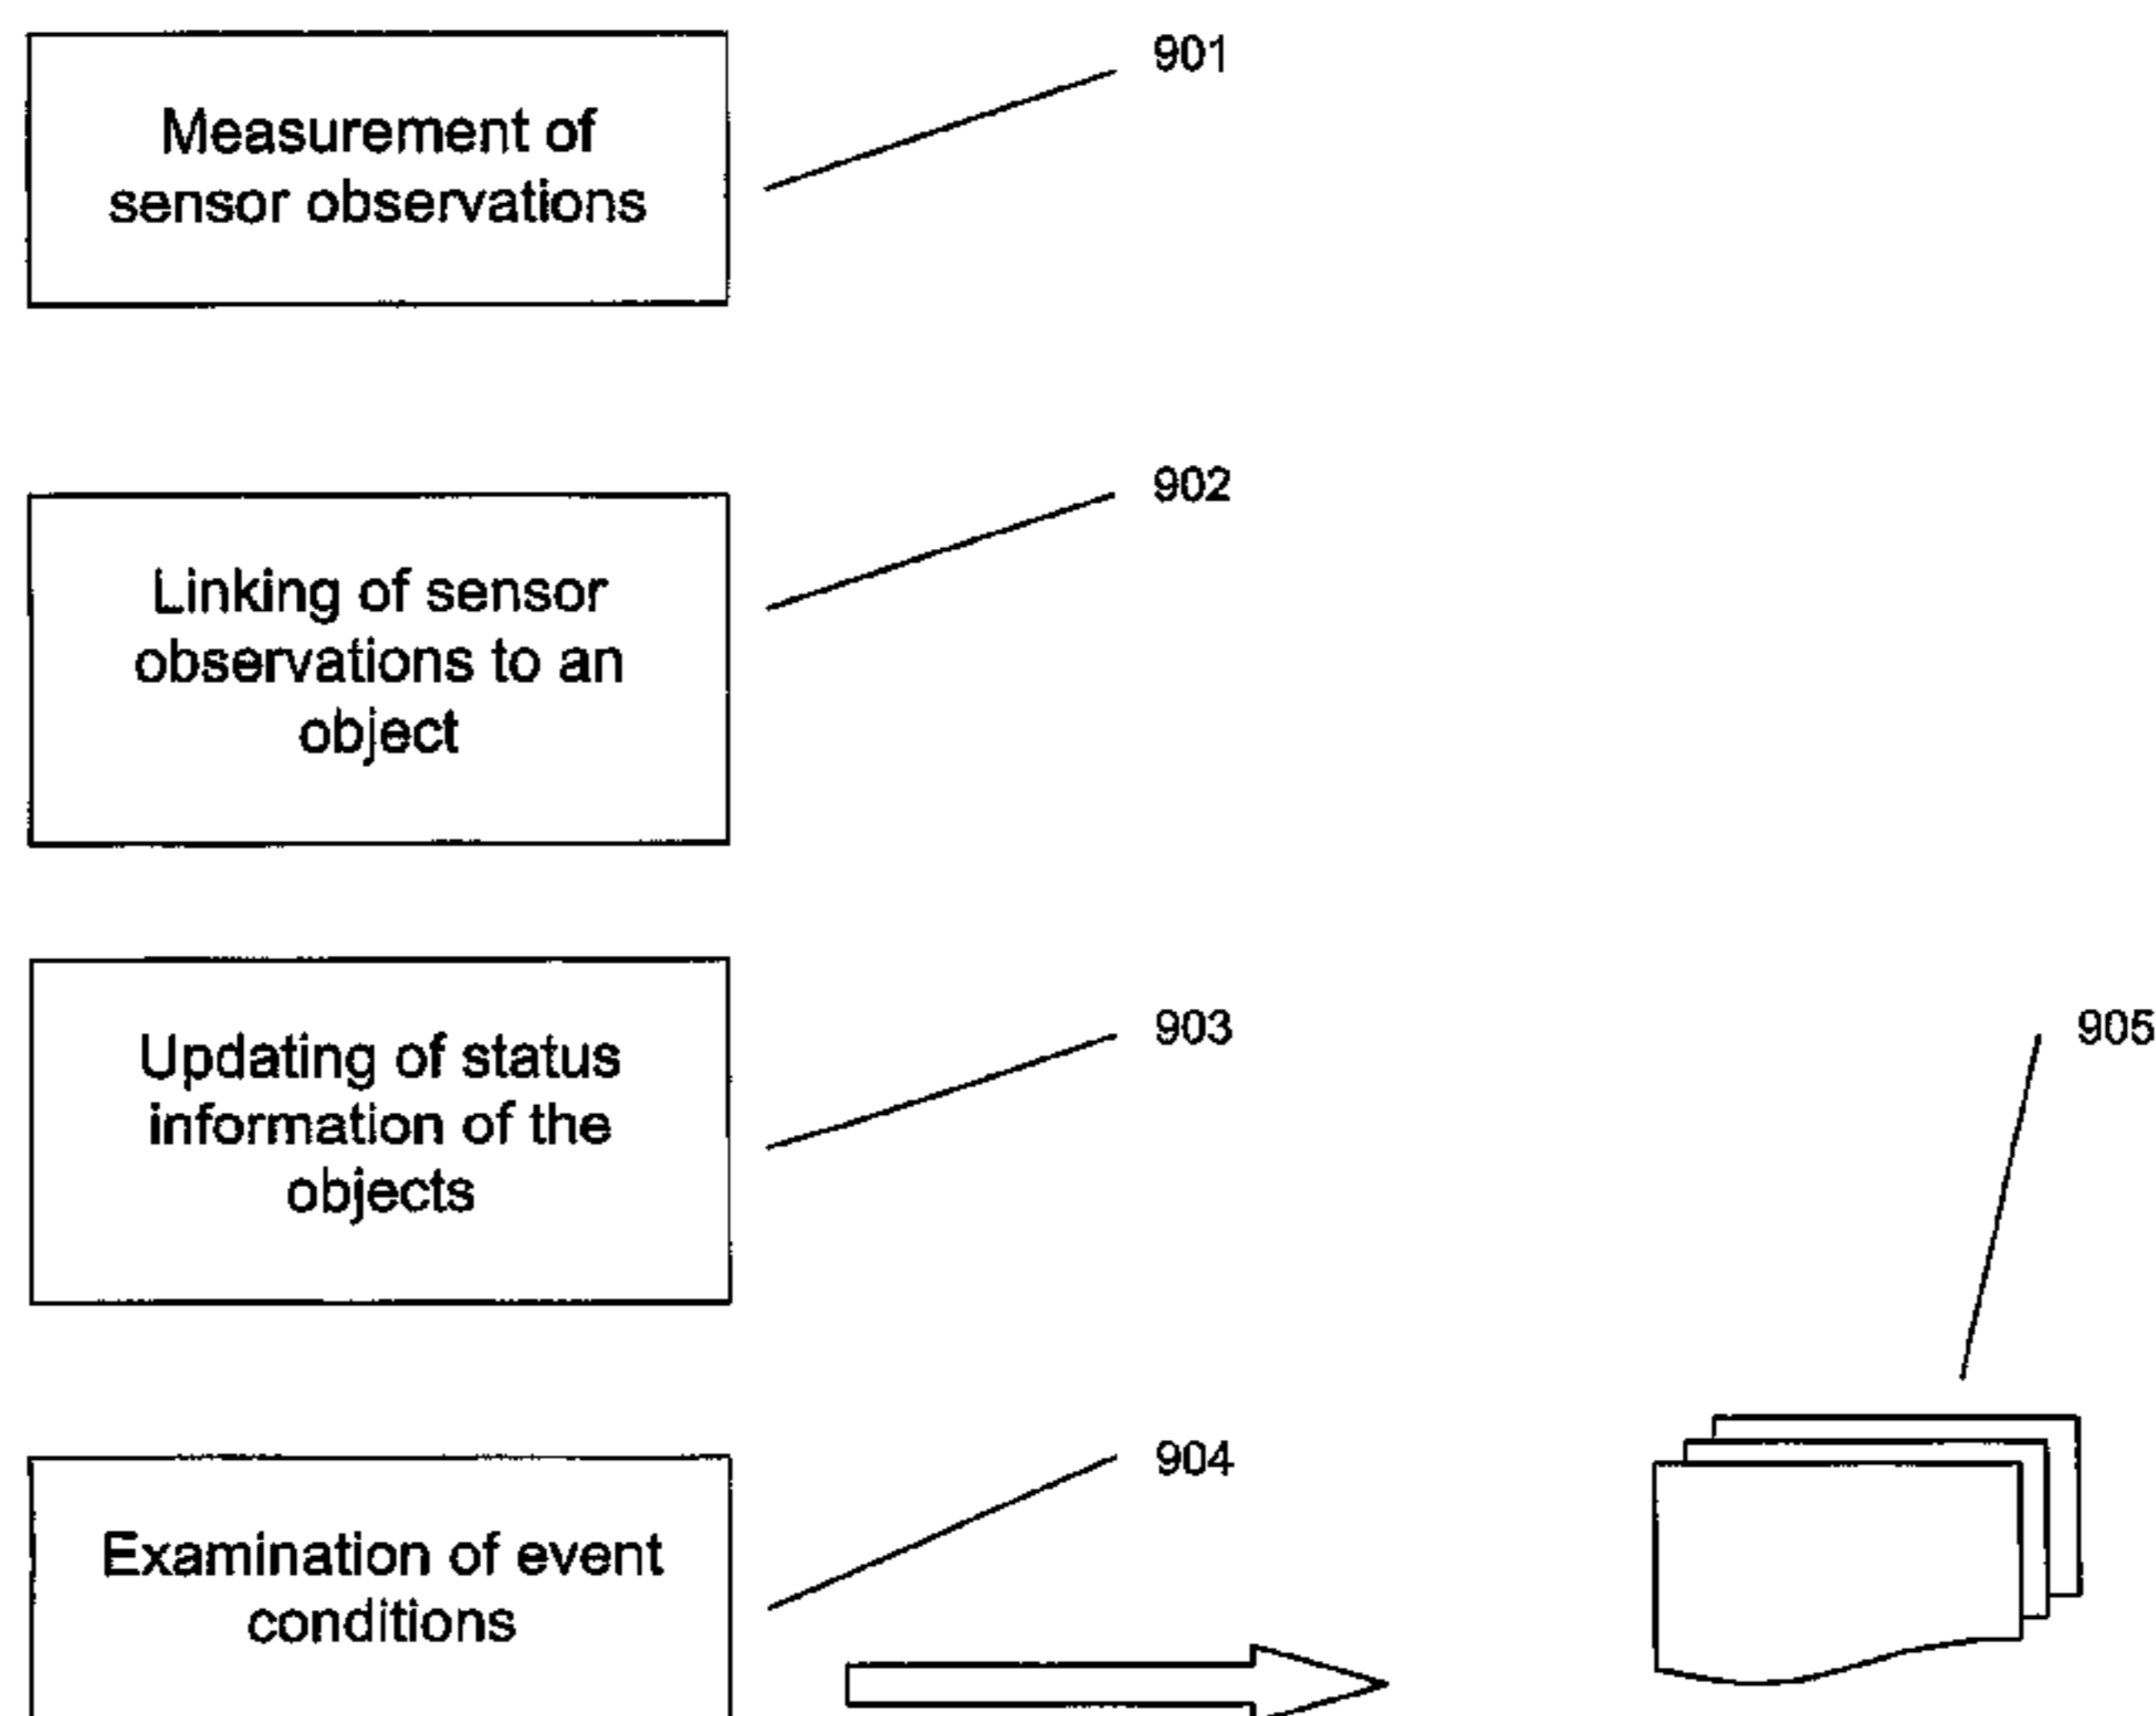 901
Measurement of
sensor observations
902
Linking of sensor
observations to an
object
903
905
Updating of status
information of the
objects
904
Examination of event
conditions